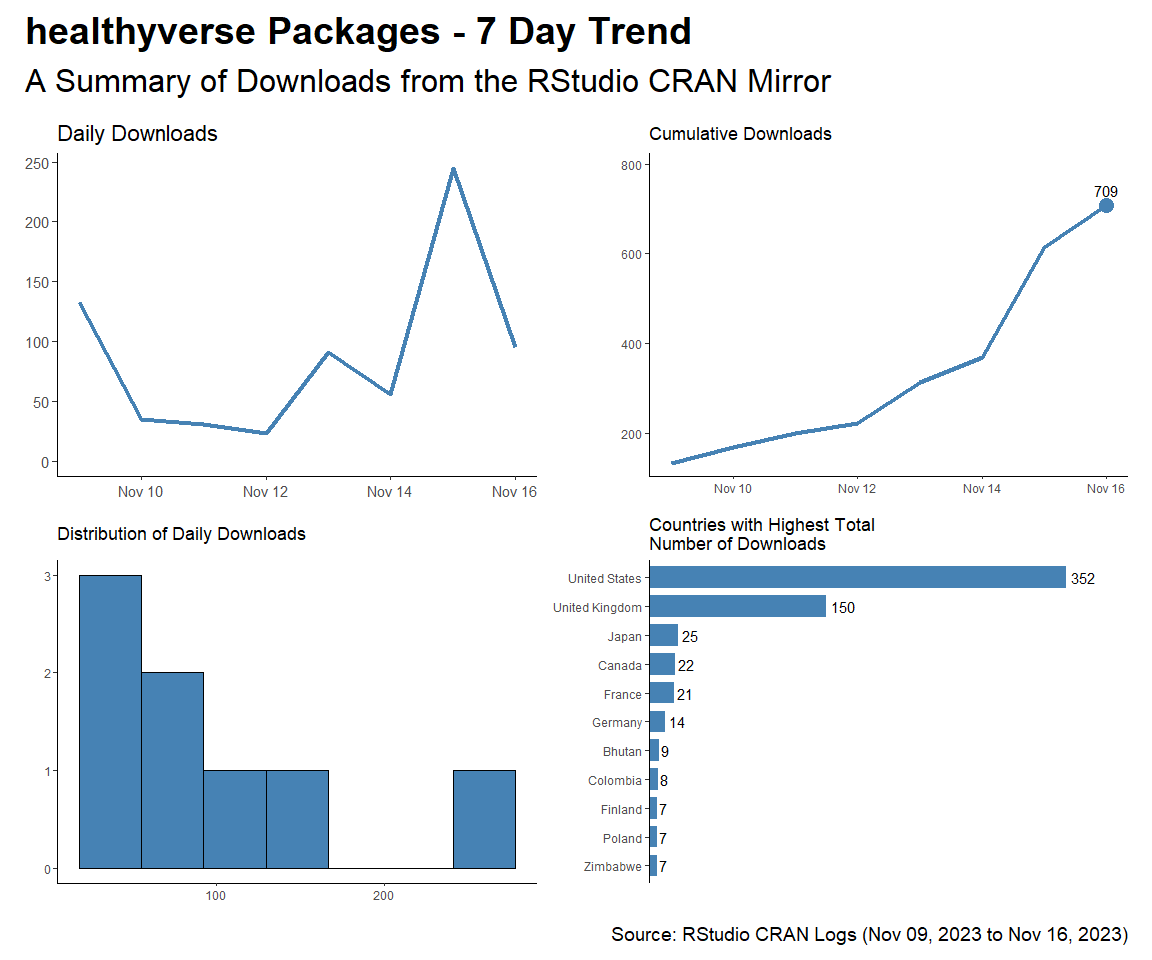 healthyverse Packages - 7 Day Trend
A Summary of Downloads from the RStudio CRAN Mirror
Daily Downloads
250
200
150
100
50
0
Nov 10 Nov 12 Nov 14 Nov 16
Cumulative Downloads
800
600
400
200
709
Nov 10 Nov 12 Nov 14 Nov 16
Distribution of Daily Downloads
3
2
1
0
100 200
Countries with Highest Total
Number of Downloads
United States 352
United Kingdom 150
Japan 25
Canada 22
France 21
Germany 14
Bhutan 9
Colombia 8
Finland 7
Poland 7
Zimbabwe 7
Source: RStudio CRAN Logs (Nov 09, 2023 to Nov 16, 2023)